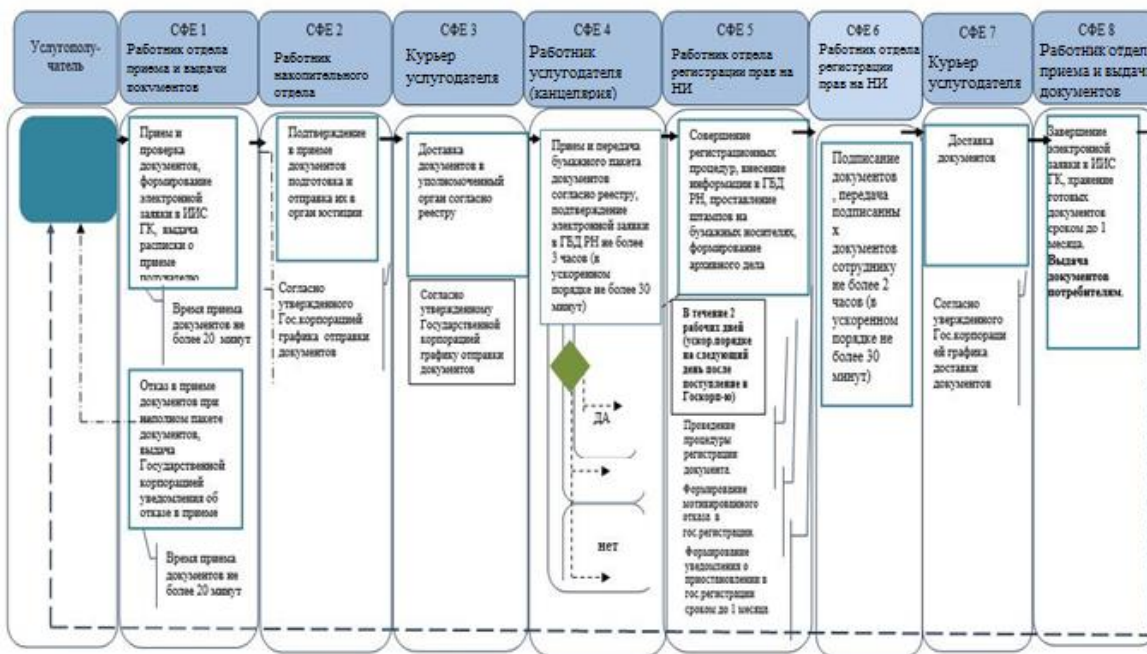 Услугополу-
чатель
СФЕ 1
Работник отдела
приема и выдачи
документов
СФЕ 2
Работник
накопительного
отдела
СФЕ 3
Курьер
услугодателя
СФЕ 4
Работник
услугодателя
(канцелярия)
СФЕ 5
Работник отдела
регистрации прав на
НИ
СФЕ 6
Работник отдела
регистрации
прав на НИ
СФЕ 7
Курьер
услугодателя
СФЕ 8
Работник отдел
приема и выдач
документов
Прием и
проверка
документов,
формирование
электронной
заявки в ИИС
ГК, выдача
расписки о
приеме
получателю
Время приема
документов не
более 20 минут
Отказ в приеме
документов при
неполном пакете
документов,
выдача
Государственной
корпорацией
уведомления об
отказе в приеме
Время приема
документов не
более 20 минут
Подтверждение
в приеме
документов
подготовка и
отправка их в
орган юстиции
Согласно
утвержденного
Гос.корпорацией
графика отправки
документов
Доставка
документов в
уполномоченный
орган согласно
реестру
Согласно
утвержденному
Государственной
корпорацией
графику отправки
документов
Прием и передача
бумажного пакета
документов
согласно реестру,
подтверждение
электронной заявки
в ГБД РН не более
3 часов (в
ускоренном
порядке не более 30
минут)
ДА
нет
Совершение
регистрационных
процедур, внесение
информации в ГБД
РН, проставление
штампов на
бумажных носителях,
формирование
архивного дела
В течение 2
рабочих дней
(ускор.порядке
на следующий
день после
поступление в
Госкорп-ю)
Проведение
процедуры
регистрации
документа.
Формирование
мотивированного
отказа в
гос.регистрации
Формирование
уведомления о
приостановлении в
гос.регистрации
сроком до 1 месяца
Подписание
документов
, передача
подписанны
х
документов
сотруднику
не более 2
часов (в
ускоренном
порядке не
более 30
минут)
Доставка
документов
Согласно
утвержденного
Гос.корпораци
ей графика
доставки
документов
Завершение
электронной
заявки в ИИС
ГК, хранение
готовых
документов
сроком до 1
месяца.
Выдача
документов
потребителям.